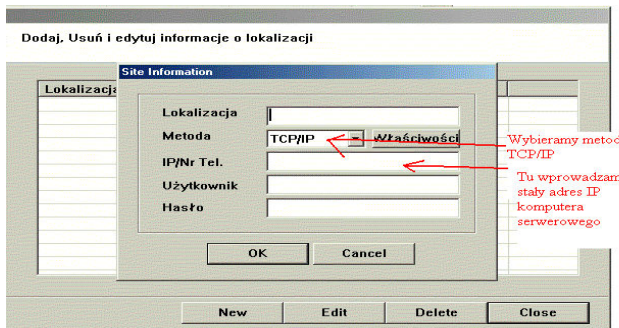 Dodaj, Usuń i edytuj informacje o lokalizacji
Site Information
Lokalizacja
Lokalizacja
Metoda
TCP/IP
Właściwości
Wybieramy metod
TCP/IP
IP/Nr Tel.
Tu wprowadzam
stały adres IP
komputera
serwerowego
Użytkownik
Hasło
OK
Cancel
New
Edit
Delete
Close